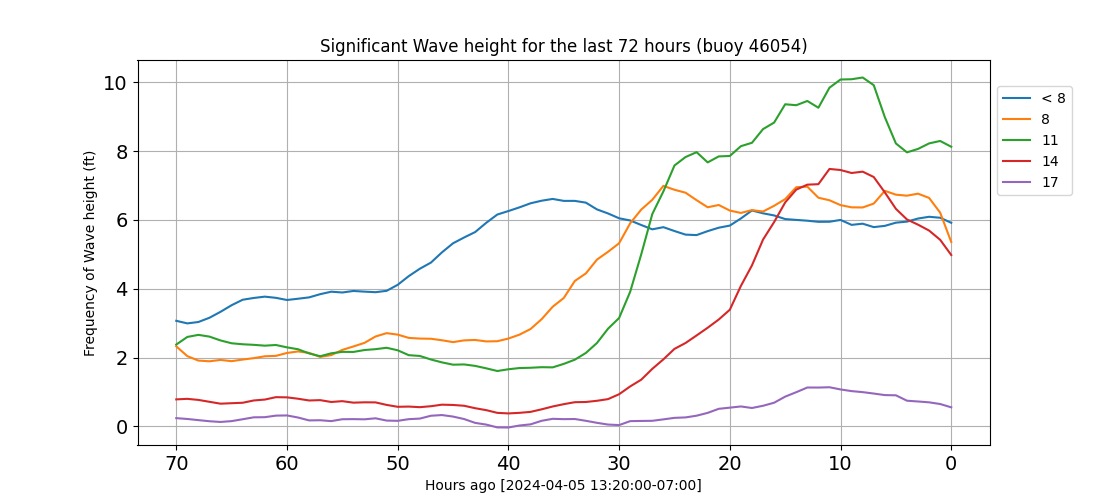 Significant Wave height for the last 72 hours (buoy 46054)
Frequency of Wave height (ft)
10
8
6
4
2
0
70 60 50 40 30 20 10 0
Hours ago [2024-04-05 13:20:00-07:00]
< 8
8
11
14
17